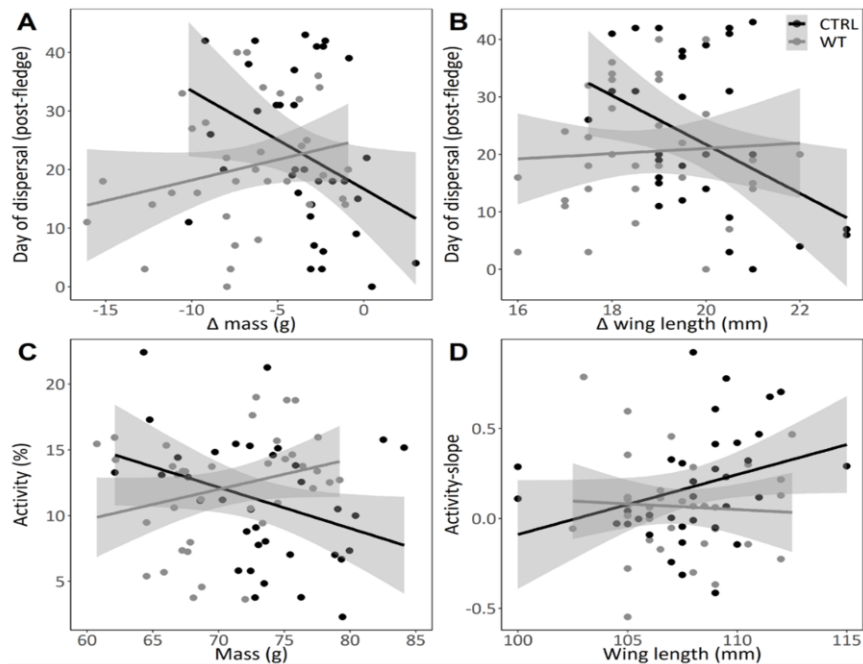 A
Day of dispersal (post-fledge)
40
30
20
10
0
-15
-10
-5
0
Δ mass (g)
B
CTRL
WT
Day of dispersal (post-fledge)
40
30
20
10
0
16
18
20
22
Δ wing length (mm)
C
Activity (%)
20
15
10
5
60
65
70
75
80
85
Mass (g)
D
Activity-slope
0.5
0.0
-0.5
100
105
110
115
Wing length (mm)